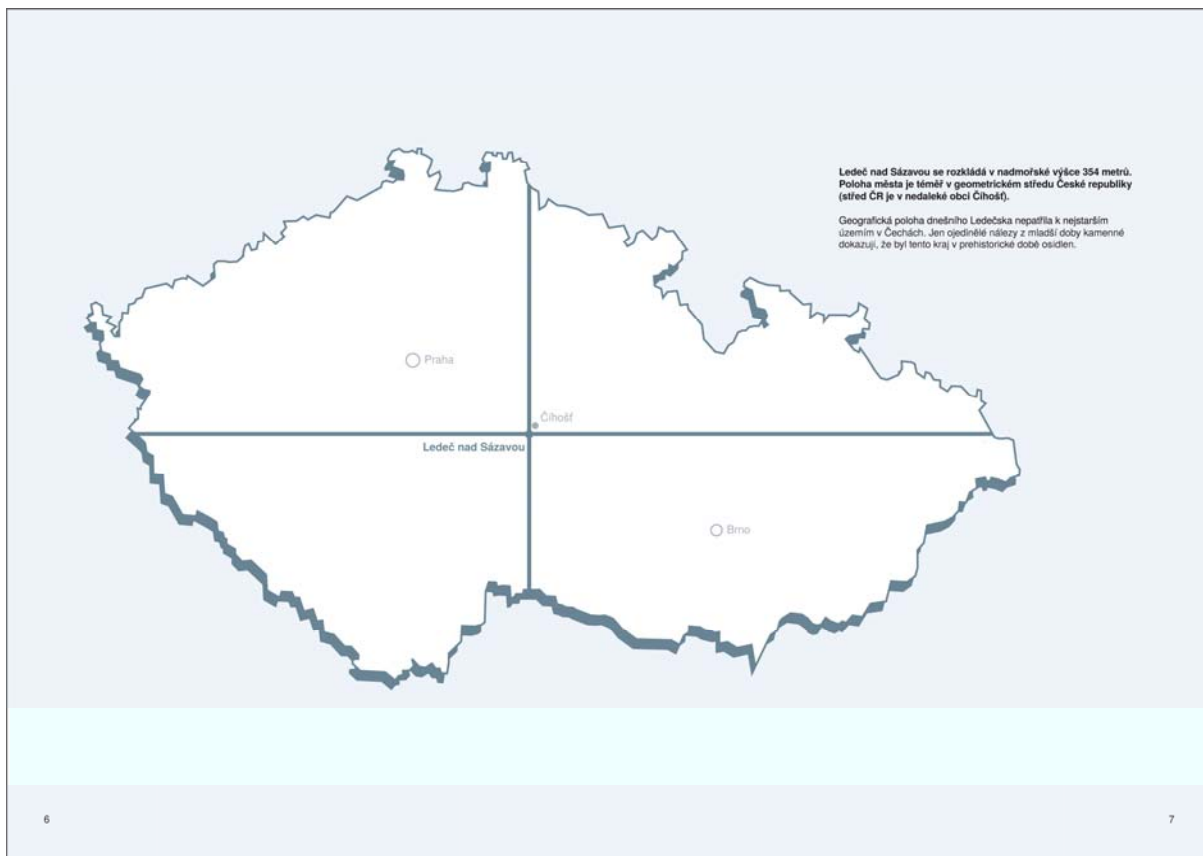 Ledeč nad Sázavou se rozkládá v nadmořské výšce 354 metrů.
Poloha města je téměř v geometrickém středu České republiky
(střed ČR je v nedaleké obci Číhošť).
Geografická poloha dnešního Ledečska nepatřila k nejstarším
územím v Čechách. Jen ojedinělé nálezy z mladší doby kamenné
dokazují, že byl tento kraj v prehistorické době osídlen.
Praha
Číhošť
Ledeč nad Sázavou
Brno
6
7